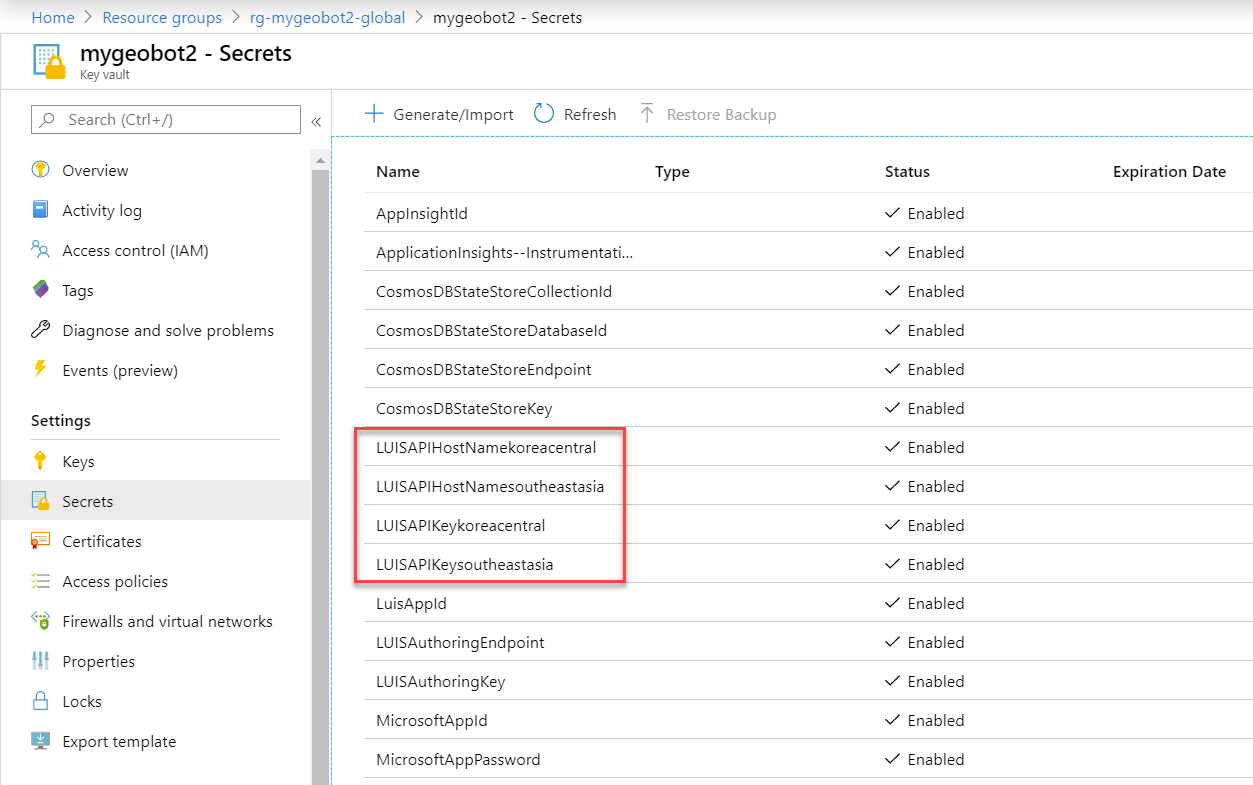 Home > Resource groups > rg-mygeobot2-global > mygeobot2 - Secrets
mygeobot2 - Secrets
Key vault
Search (Ctrl+/)
«
Overview
Activity log
Access control (IAM)
Tags
Diagnose and solve problems
Events (preview)
Settings
Keys
Secrets
Certificates
Access policies
Firewalls and virtual networks
Properties
Locks
Export template
Generate/Import Refresh Restore Backup
Name Type Status Expiration Date
AppInsightId Enabled
ApplicationInsights--Instrumentati... Enabled
CosmosDBStateStoreCollectionId Enabled
CosmosDBStateStoreDatabaseId Enabled
CosmosDBStateStoreEndpoint Enabled
CosmosDBStateStoreKey Enabled
LUISAPIHostNamekoreacentral Enabled
LUISAPIHostNamesoutheastasia Enabled
LUISAPIKeykoreacentral Enabled
LUISAPIKeysoutheastasia Enabled
LuisAppId Enabled
LUISAuthoringEndpoint Enabled
LUISAuthoringKey Enabled
MicrosoftAppId Enabled
MicrosoftAppPassword Enabled